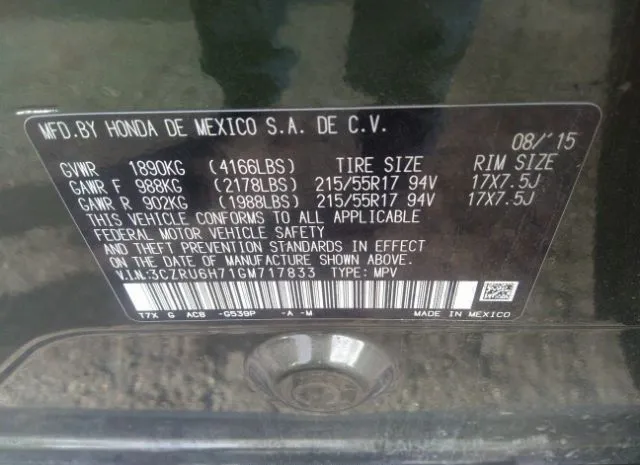 MFD.BY HONDA DE MEXICO S.A. DE C.V.
08/'15
GVWR 1890KG (4166LBS) TIRE SIZE RIM SIZE
GAWR F 988KG (2178LBS) 215/55R17 94V 17X7.5J
GAWR R 902KG (1988LBS) 215/55R17 94V 17X7.5J
THIS VEHICLE CONFORMS TO ALL APPLICABLE
FEDERAL MOTOR VEHICLE SAFETY
AND THEFT PREVENTION STANDARDS IN EFFECT
ON THE DATE OF MANUFACTURE SHOWN ABOVE.
V.I.N.:3CZRU6H71GM717833 TYPE: MPV
T7X G AC8 -G539P -A -M MADE IN MEXICO